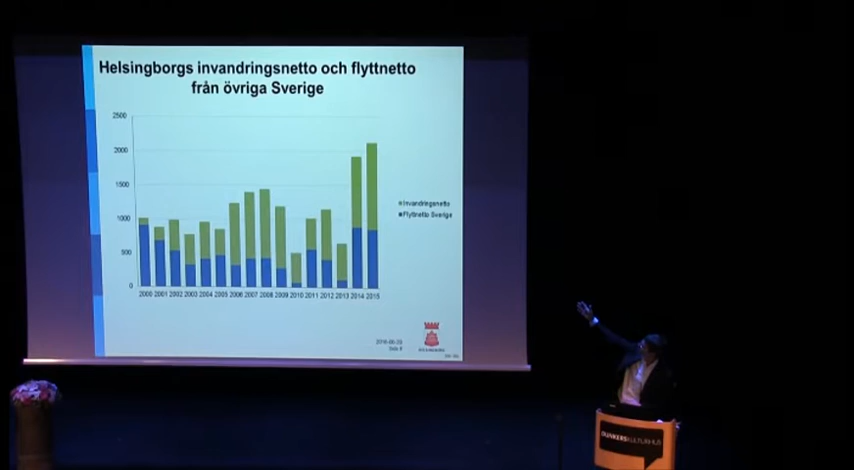 Helsingborgs invandringsnetto och flyttnetto
från övriga Sverige
2500
2000
1500
1000
500
0
2000 2001 2002 2003 2004 2005 2006 2007 2008 2009 2010 2011 2012 2013 2014 2015
Invandringsnetto
Flyttnetto Sverige
DUNKERSKULTURHUS